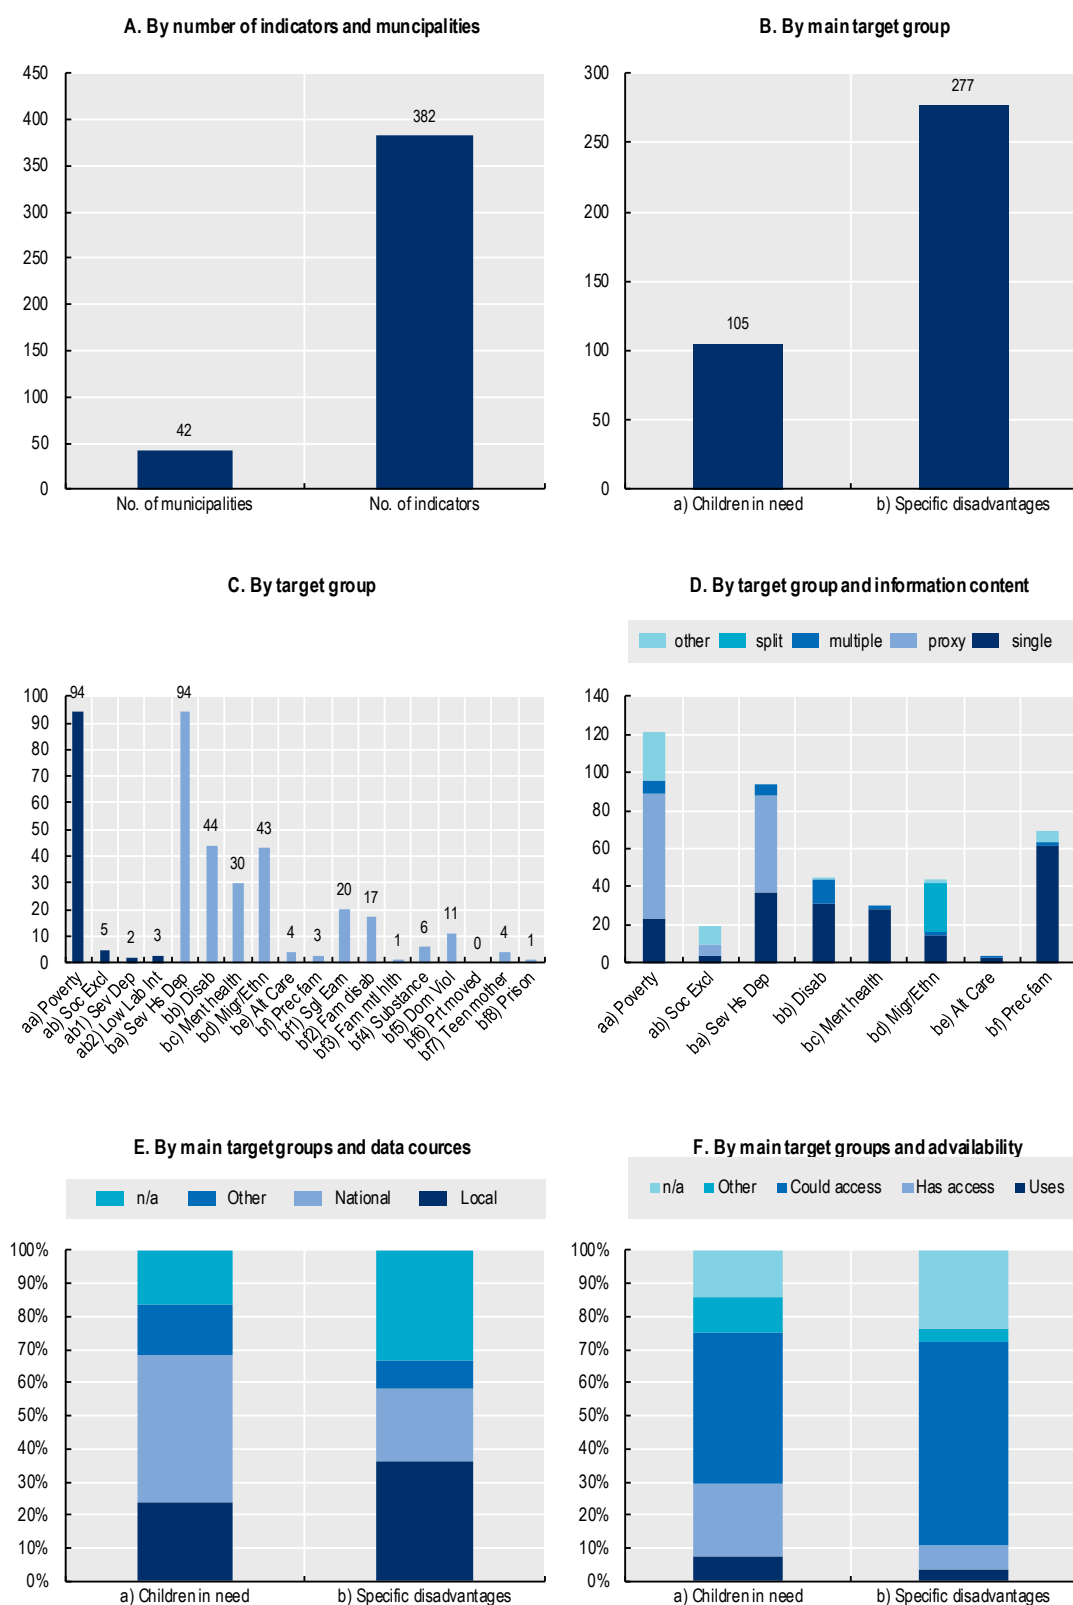 A. By number of indicators and muncipalities
450
400
350
300
250
200
150
100
50
0
42
382
No. of municipalities
No. of indicators
B. By main target group
300
250
200
150
100
50
0
105
277
a) Children in need
b) Specific disadvantages
C. By target group
100
90
80
70
60
50
40
30
20
10
0
94
5
2
3
94
44
30
43
4
3
20
17
1
6
11
0
4
1
aa) Poverty
ab) Soc Excl
ab1) Sev Dep
ab2) Low Lab Int
ba) Sev Hs Dep
bb) Disab
bc) Ment health
bd) Migr/Ethn
be) Alt Care
bf) Prec fam
bf1) Sgl Fam
bf2) Fam disab
bf3) Fam mtl hlth
bf4) Substance
bf5) Dom Viol
bf6) Prt moved
bf7) Teen mother
bf8) Prison
D. By target group and information content
other
split
multiple
proxy
single
140
120
100
80
60
40
20
0
aa) Poverty
ab) Soc Excl
ba) Sev Hs Dep
bb) Disab
bc) Ment health
bd) Migr/Ethn
be) Alt Care
bf) Prec fam
E. By main target groups and data cources
n/a
Other
National
Local
100%
90%
80%
70%
60%
50%
40%
30%
20%
10%
0%
a) Children in need
b) Specific disadvantages
F. By main target groups and advailability
n/a
Other
Could access
Has access
Uses
100%
90%
80%
70%
60%
50%
40%
30%
20%
10%
0%
a) Children in need
b) Specific disadvantages